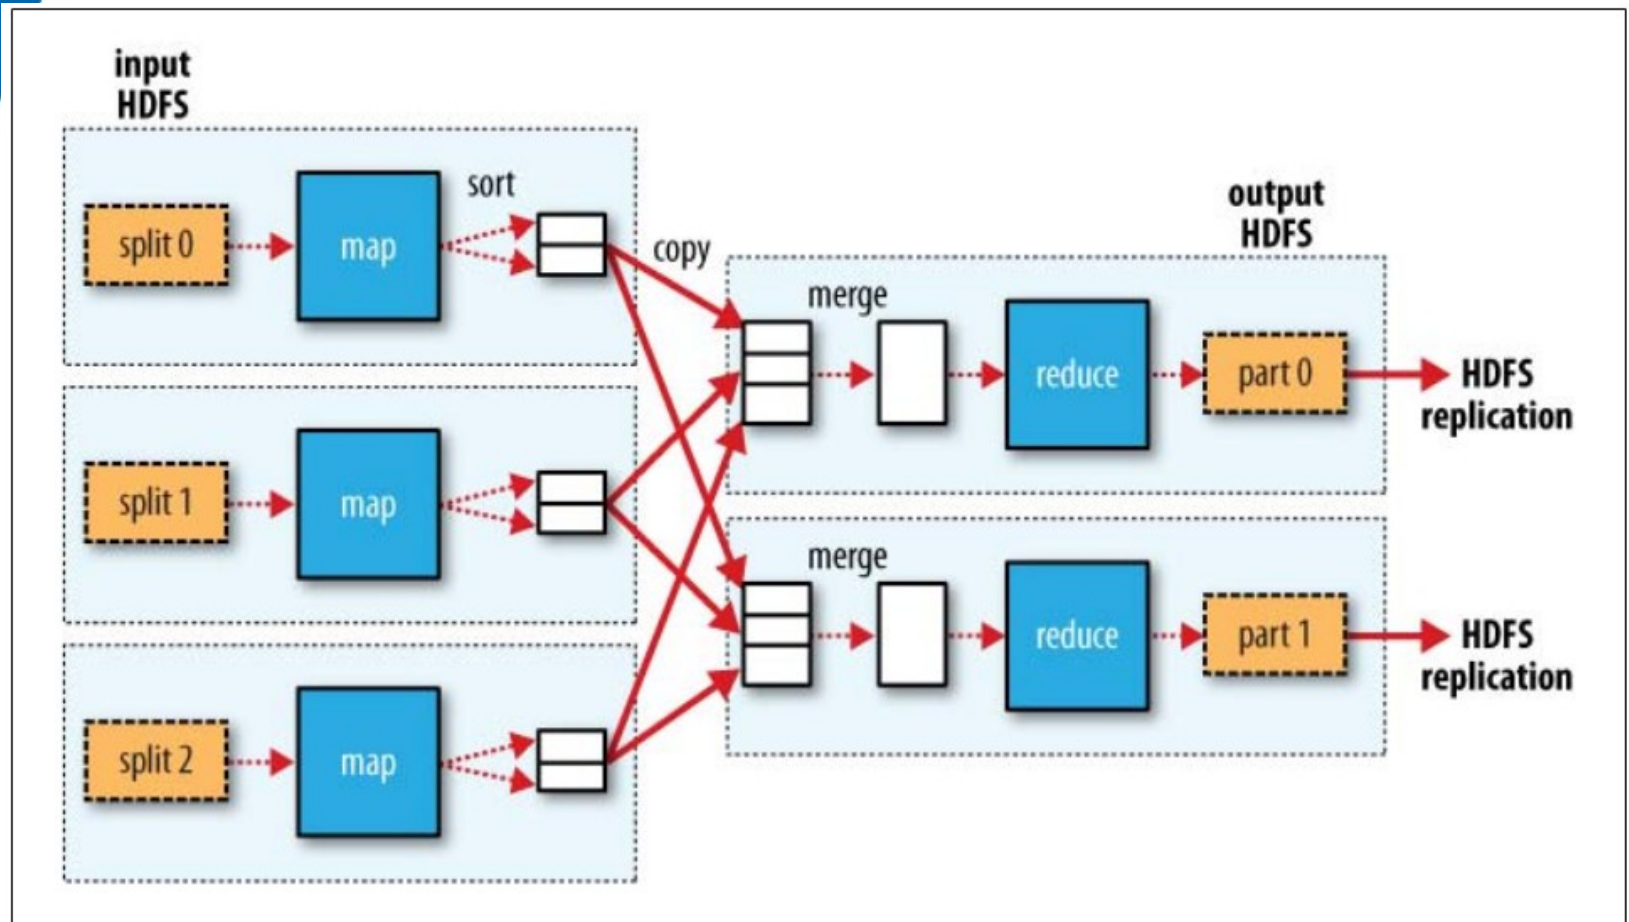 input
HDFS
split 0
map
sort
copy
split 1
map
split 2
map
output
HDFS
merge
reduce
part 0
HDFS
replication
merge
reduce
part 1
HDFS
replication